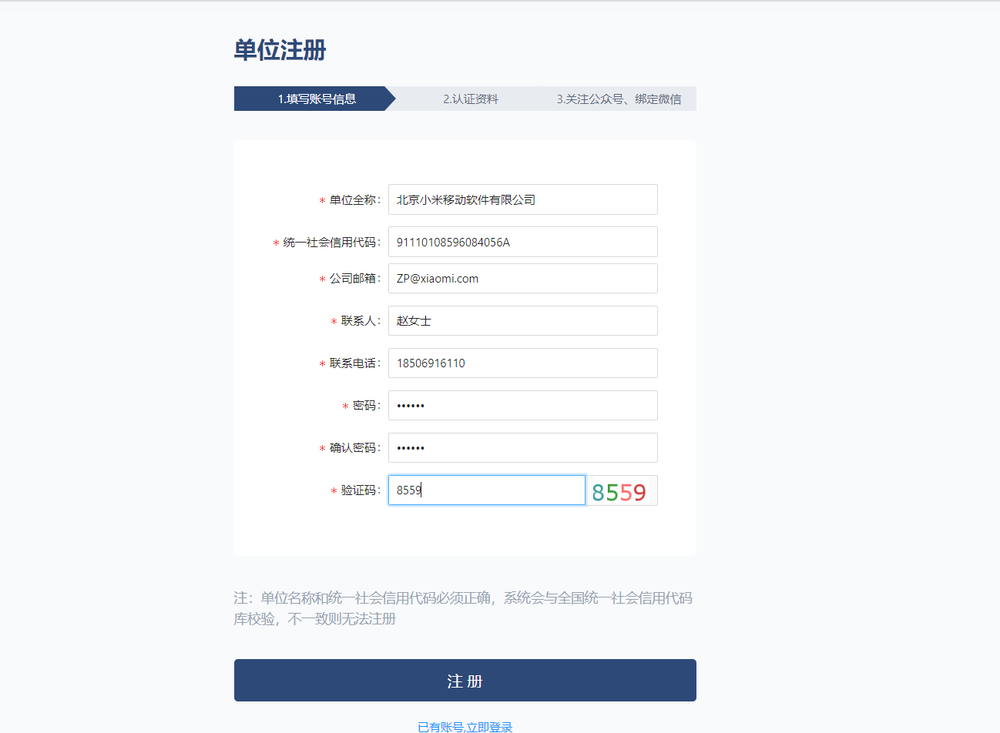 单位注册
1.填写账号信息
2.认证资料
3.关注公众号、绑定微信
* 单位全称: 北京小米移动软件有限公司
* 统一社会信用代码: 91110108596084056A
* 公司邮箱: ZP@xiaomi.com
* 联系人: 赵女士
* 联系电话: 18506916110
* 密码: ••••••
* 确认密码: ••••••
* 验证码: 8559 8559
注：单位名称和统一社会信用代码必须正确，系统会与全国统一社会信用代码
库校验，不一致则无法注册
注 册
已有账号,立即登录